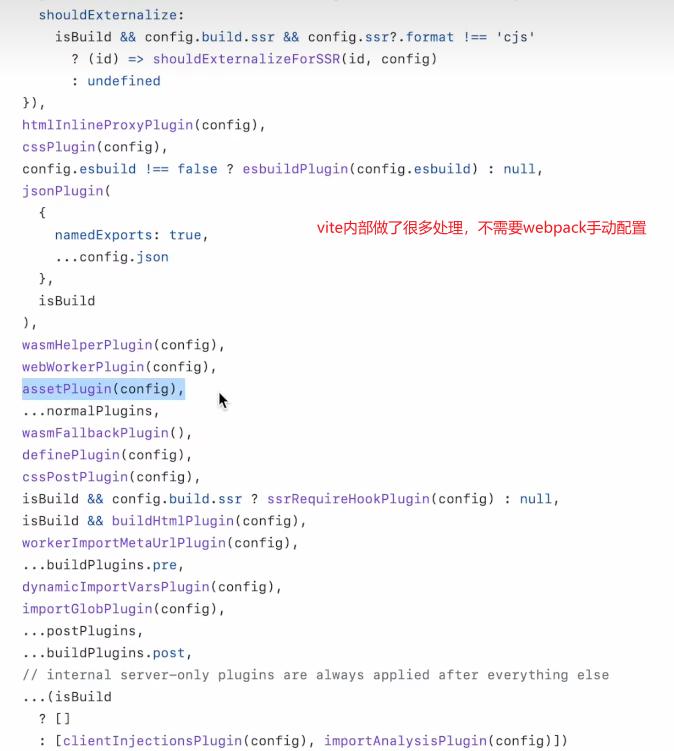 shouldExternalize:
isBuild && config.build.ssr && config.ssr?.format !== 'cjs'
? (id) => shouldExternalizeForSSR(id, config)
: undefined
}),
htmlInlineProxyPlugin(config),
cssPlugin(config),
config.esbuild !== false ? esbuildPlugin(config.esbuild) : null,
jsonPlugin(
{
vite内部做了很多处理，不需要webpack手动配置
namedExports: true,
...config.json
},
isBuild
),
wasmHelperPlugin(config),
webWorkerPlugin(config),
assetPlugin(config),
...normalPlugins,
wasmFallbackPlugin(),
definePlugin(config),
cssPostPlugin(config),
isBuild && config.build.ssr ? ssrRequireHookPlugin(config) : null,
isBuild && buildHtmlPlugin(config),
workerImportMetaUrlPlugin(config),
...buildPlugins.pre,
dynamicImportVarsPlugin(config),
importGlobPlugin(config),
...postPlugins,
...buildPlugins.post,
// internal server-only plugins are always applied after everything else
...(isBuild
? []
: [clientInjectionsPlugin(config), importAnalysisPlugin(config)])